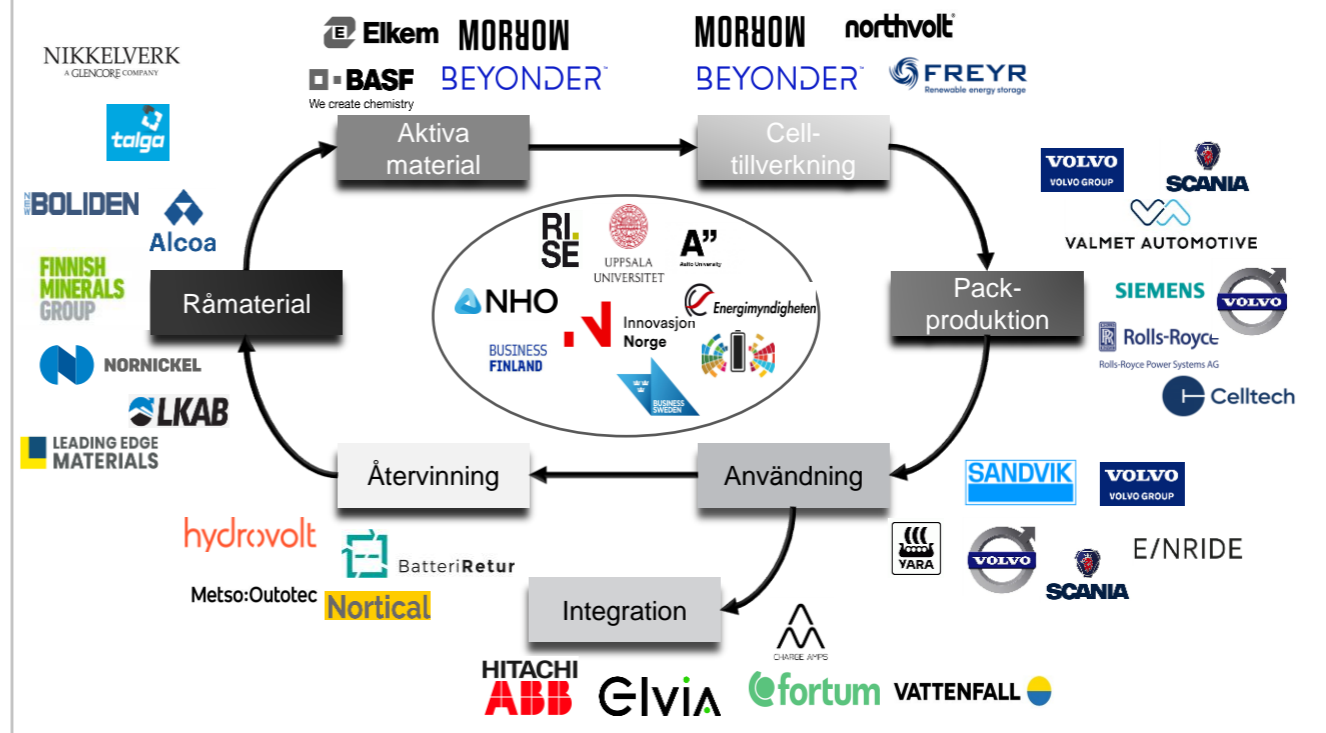 NIKKELVERK
A GLENCORE COMPANY
talga
NEW BOLIDEN
Alcoa
FINNISH
MINERALS
GROUP
NORNICKEL
LKAB
LEADING EDGE
MATERIALS
Råmaterial
Elkem
MORROW
BASF
We create chemistry
BEYONDER™
Aktiva
material
MORROW
northvolt
BEYONDER™
FREYR
Renewable energy storage
Cell-
tillverkning
VOLVO
VOLVO GROUP
SCANIA
VALMET AUTOMOTIVE
Pack-
produktion
SIEMENS
VOLVO
RR
Rolls-Royce
Rolls-Royce Power Systems AG
Celltech
RI.
SE
UPPSALA
UNIVERSITET
A”
Aalto University
NHO
Innovasjon
Norge
Energimyndigheten
BUSINESS
FINLAND
BUSINESS
SWEDEN
Återvinning
hydrovolt
BatteriRetur
Metso:Outotec
Nortical
Användning
SANDVIK
VOLVO
VOLVO GROUP
YARA
VOLVO
SCANIA
E/NRIDE
Integration
HITACHI
ABB
Elvia
CHARGE AMPS
fortum
VATTENFALL